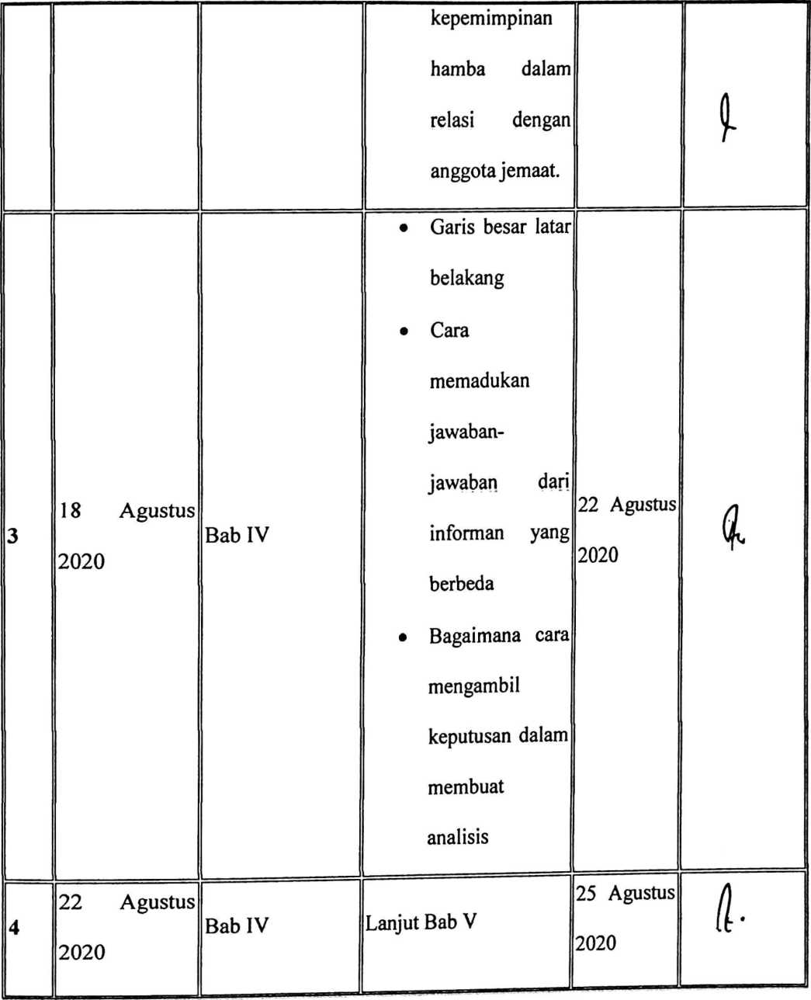 kepemimpinan
hamba dalam
relasi dengan
anggota jemaat.
3
18 Agustus
2020
Bab IV
• Garis besar latar
belakang
• Cara
memadukan
jawaban-
jawaban dari
informan yang
berbeda
• Bagaimana cara
mengambil
keputusan dalam
membuat
analisis
22 Agustus
2020
4
22 Agustus
2020
Bab IV
Lanjut Bab V
25 Agustus
2020